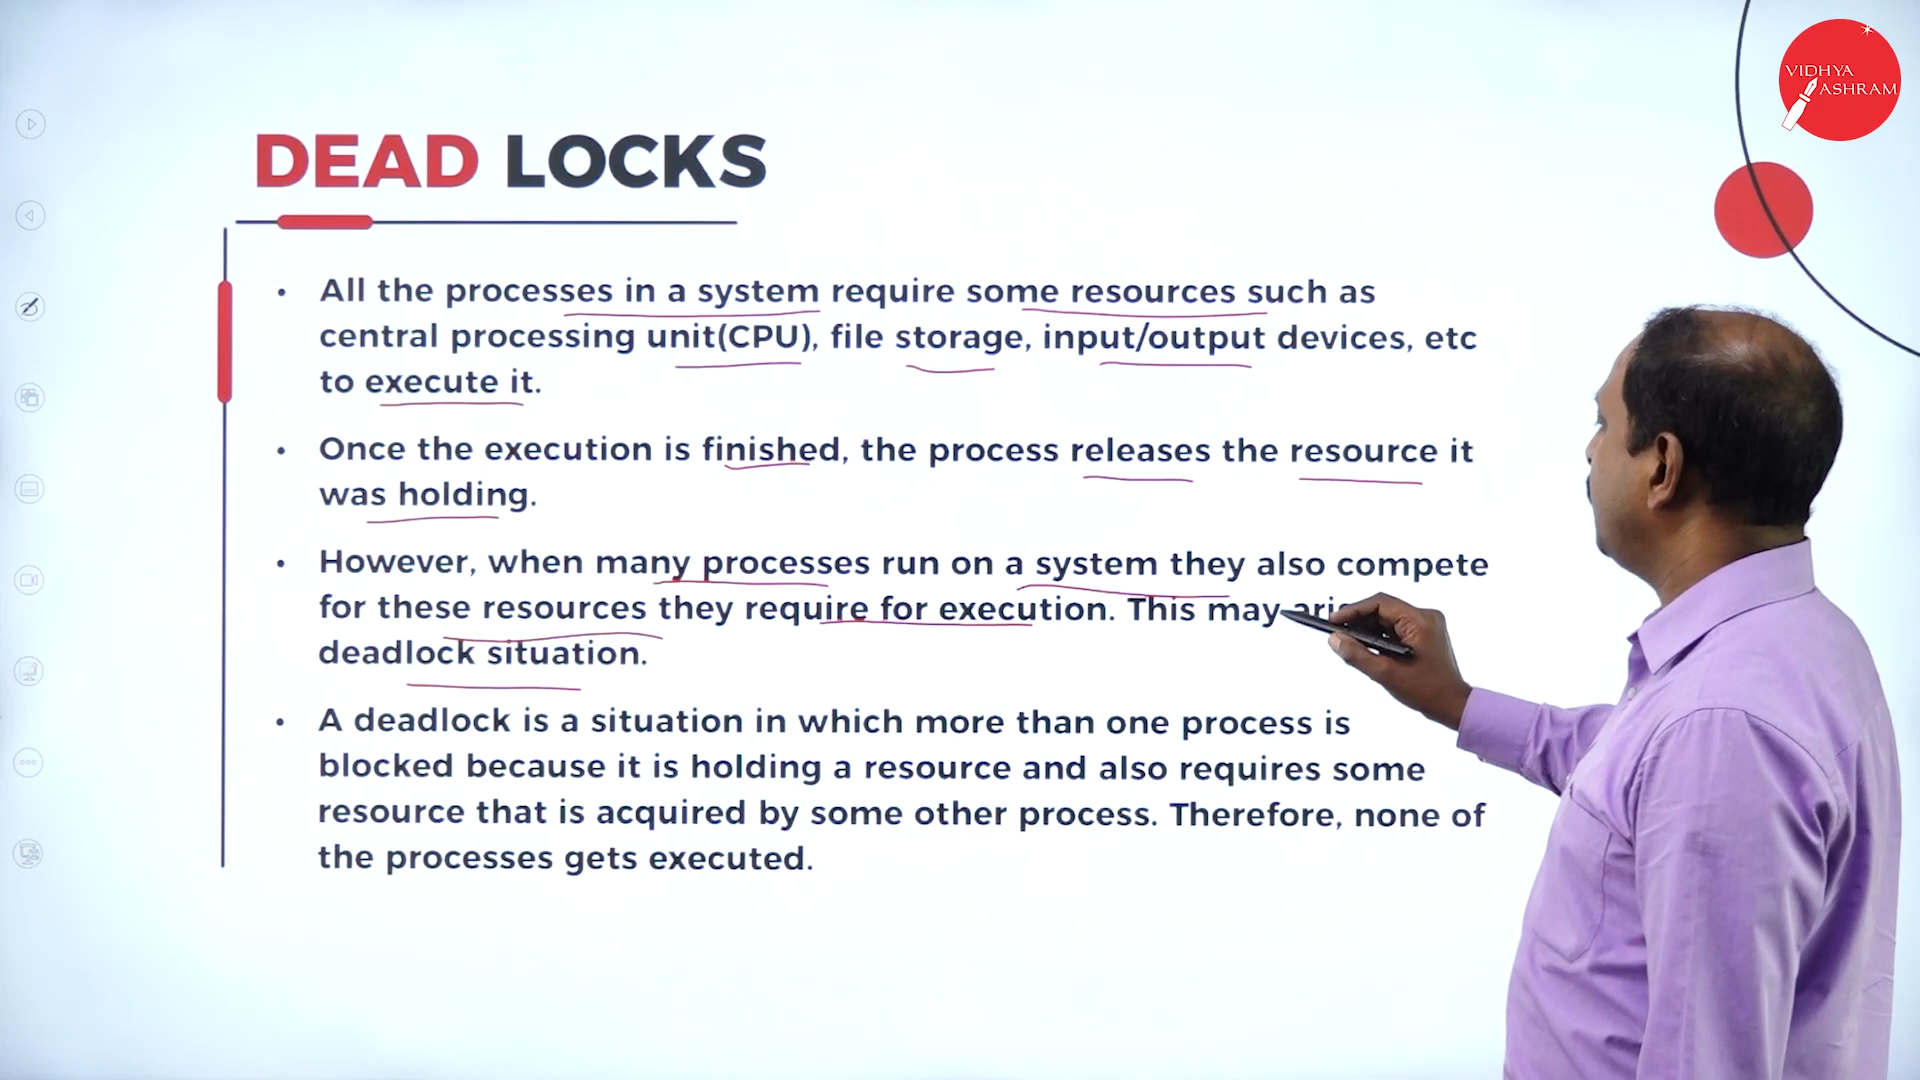 VIDHYA
ASHRAM
DEAD LOCKS
• All the processes in a system require some resources such as
central processing unit(CPU), file storage, input/output devices, etc
to execute it.
• Once the execution is finished, the process releases the resource it
was holding.
• However, when many processes run on a system they also compete
for these resources they require for execution. This may
deadlock situation.
• A deadlock is a situation in which more than one process is
blocked because it is holding a resource and also requires some
resource that is acquired by some other process. Therefore, none of
the processes gets executed.